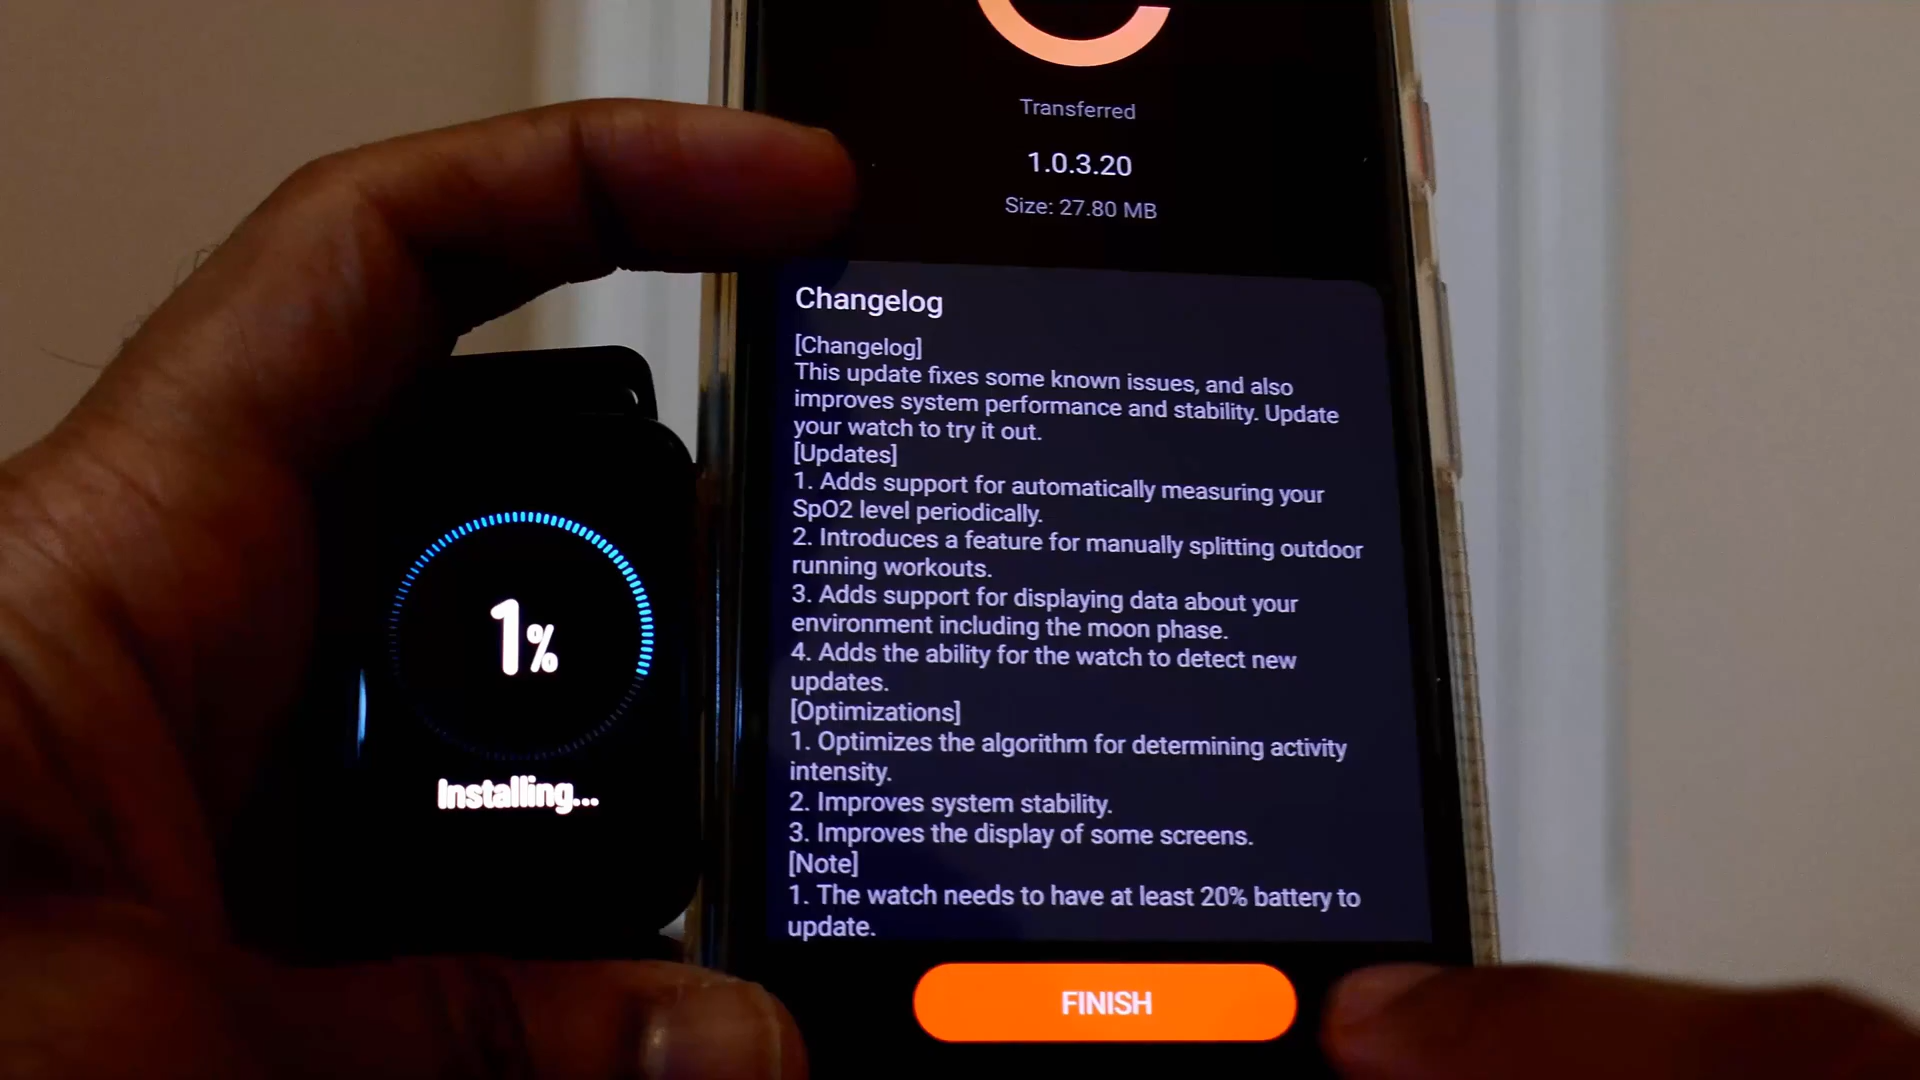 Transferred
1.0.3.20
Size: 27.80 MB
Changelog
[Changelog]
This update fixes some known issues, and also
improves system performance and stability. Update
your watch to try it out.
[Updates]
1. Adds support for automatically measuring your
SpO2 level periodically.
2. Introduces a feature for manually splitting outdoor
running workouts.
3. Adds support for displaying data about your
environment including the moon phase.
4. Adds the ability for the watch to detect new
updates.
[Optimizations]
1. Optimizes the algorithm for determining activity
intensity.
2. Improves system stability.
3. Improves the display of some screens.
[Note]
1. The watch needs to have at least 20% battery to
update.
FINISH
1%
Installing...